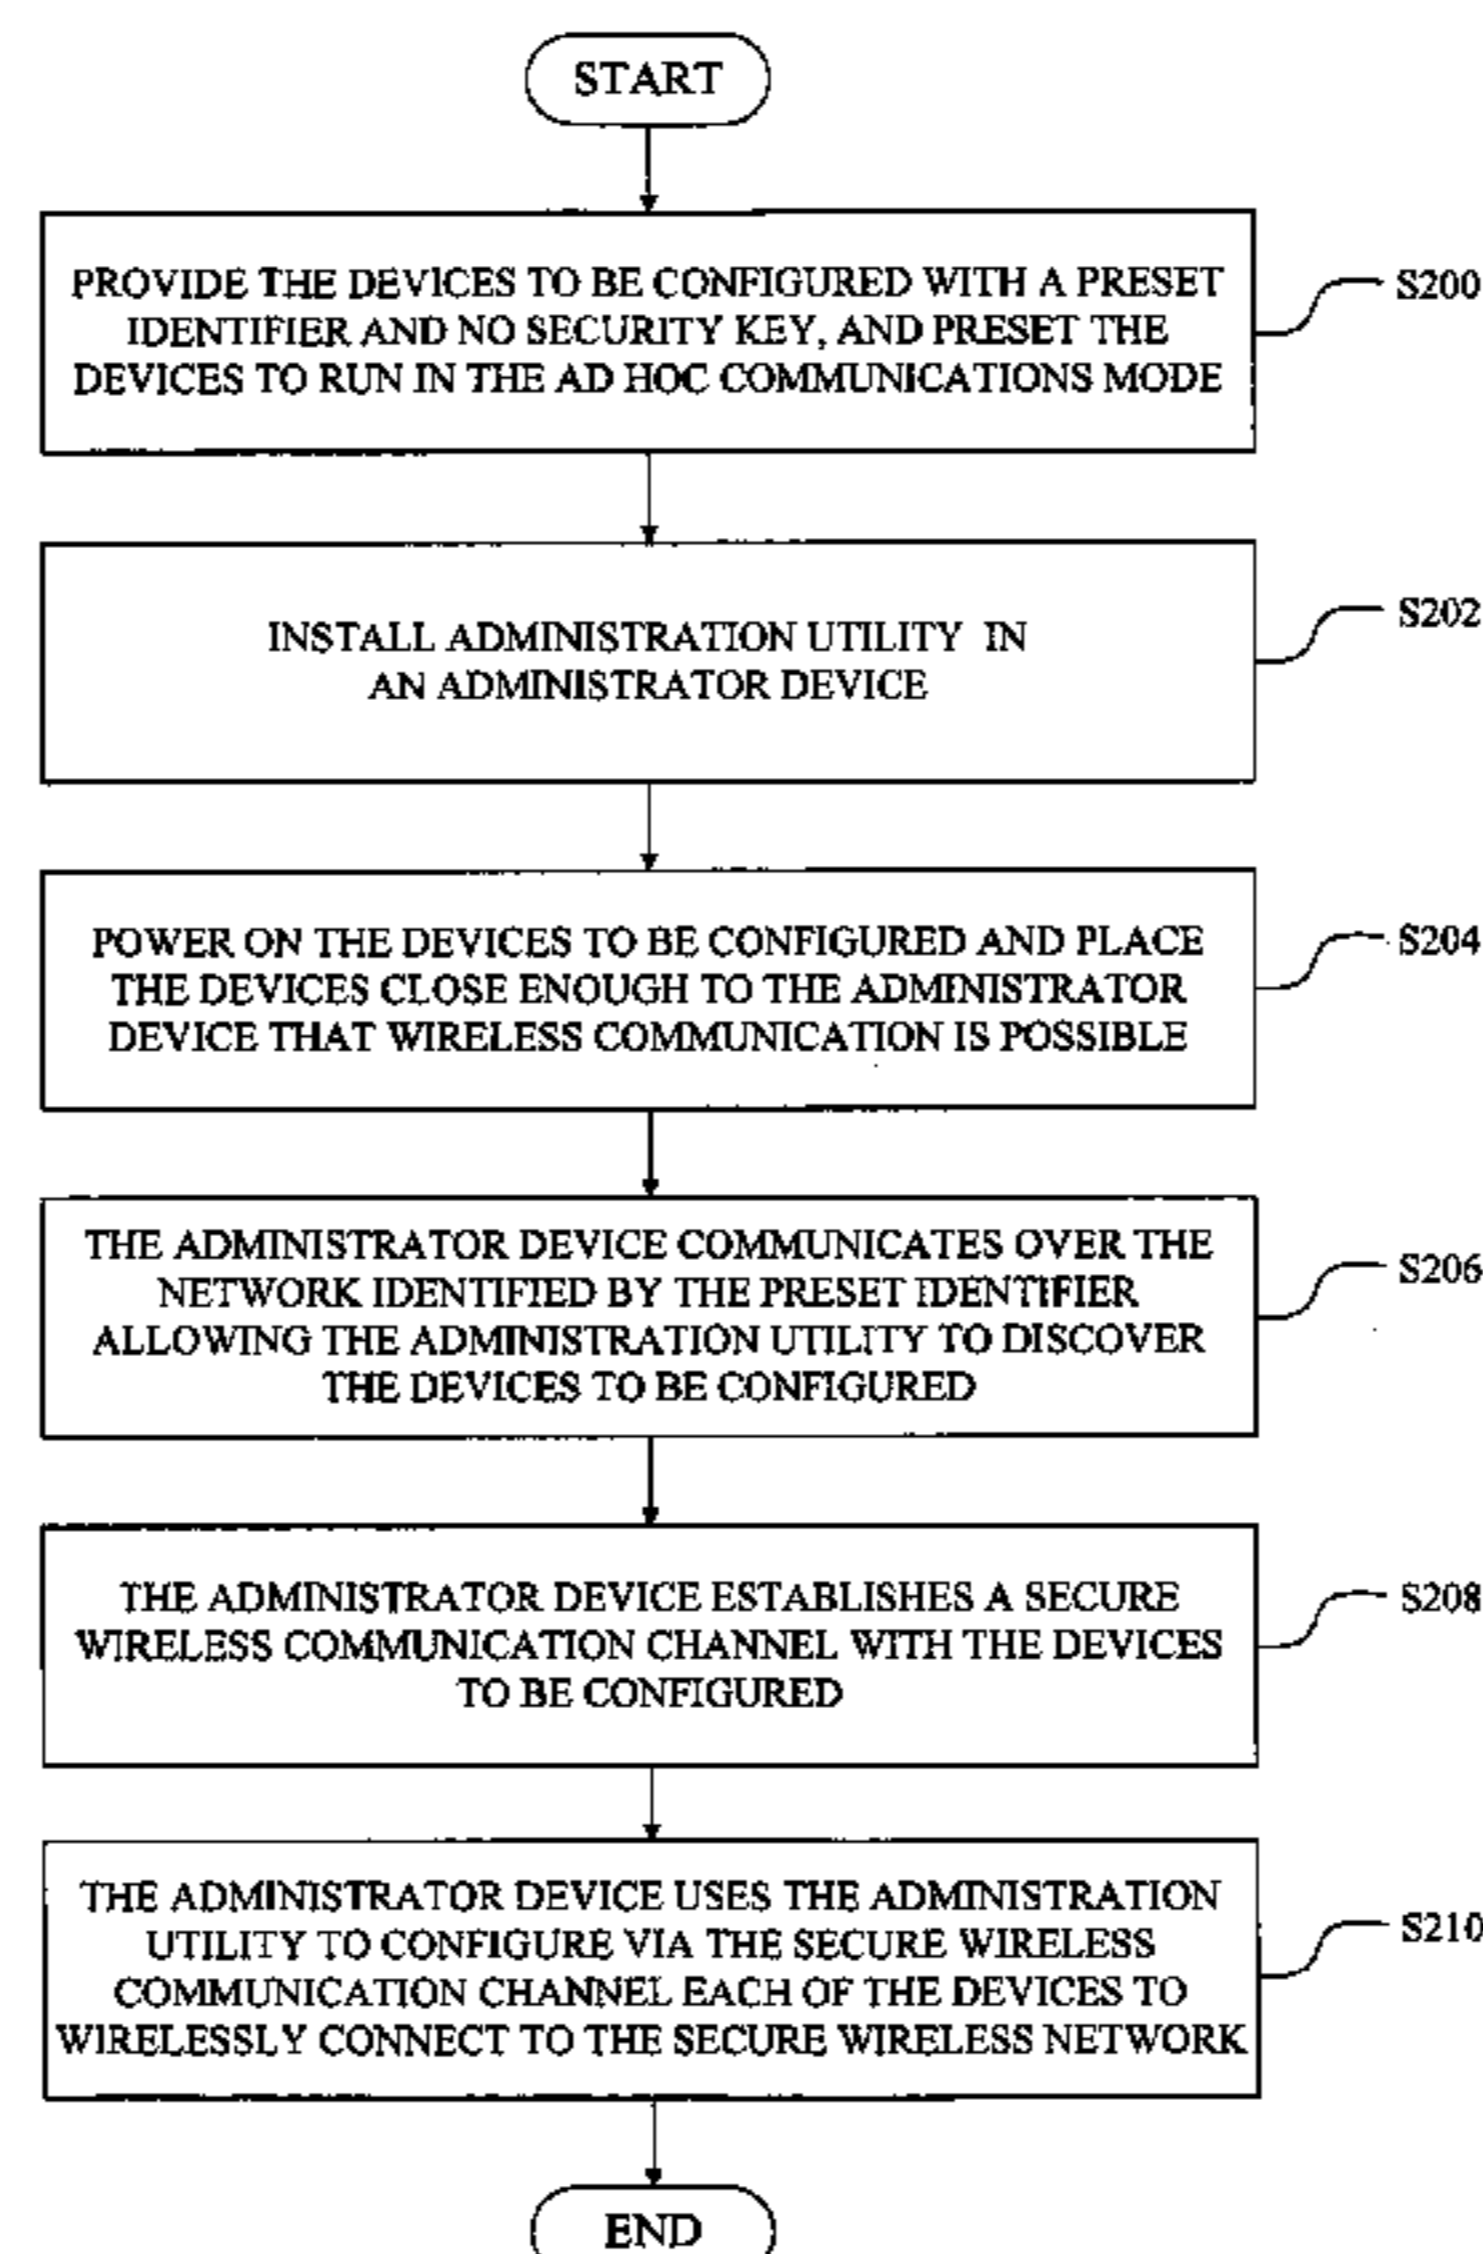 START
PROVIDE THE DEVICES TO BE CONFIGURED WITH A PRESET
IDENTIFIER AND NO SECURITY KEY, AND PRESET THE
DEVICES TO RUN IN THE AD HOC COMMUNICATIONS MODE
S200
INSTALL ADMINISTRATION UTILITY IN
AN ADMINISTRATOR DEVICE
S202
POWER ON THE DEVICES TO BE CONFIGURED AND PLACE
THE DEVICES CLOSE ENOUGH TO THE ADMINISTRATOR
DEVICE THAT WIRELESS COMMUNICATION IS POSSIBLE
S204
THE ADMINISTRATOR DEVICE COMMUNICATES OVER THE
NETWORK IDENTIFIED BY THE PRESET IDENTIFIER
ALLOWING THE ADMINISTRATION UTILITY TO DISCOVER
THE DEVICES TO BE CONFIGURED
S206
THE ADMINISTRATOR DEVICE ESTABLISHES A SECURE
WIRELESS COMMUNICATION CHANNEL WITH THE DEVICES
TO BE CONFIGURED
S208
THE ADMINISTRATOR DEVICE USES THE ADMINISTRATION
UTILITY TO CONFIGURE VIA THE SECURE WIRELESS
COMMUNICATION CHANNEL EACH OF THE DEVICES TO
WIRELESSLY CONNECT TO THE SECURE WIRELESS NETWORK
S210
END